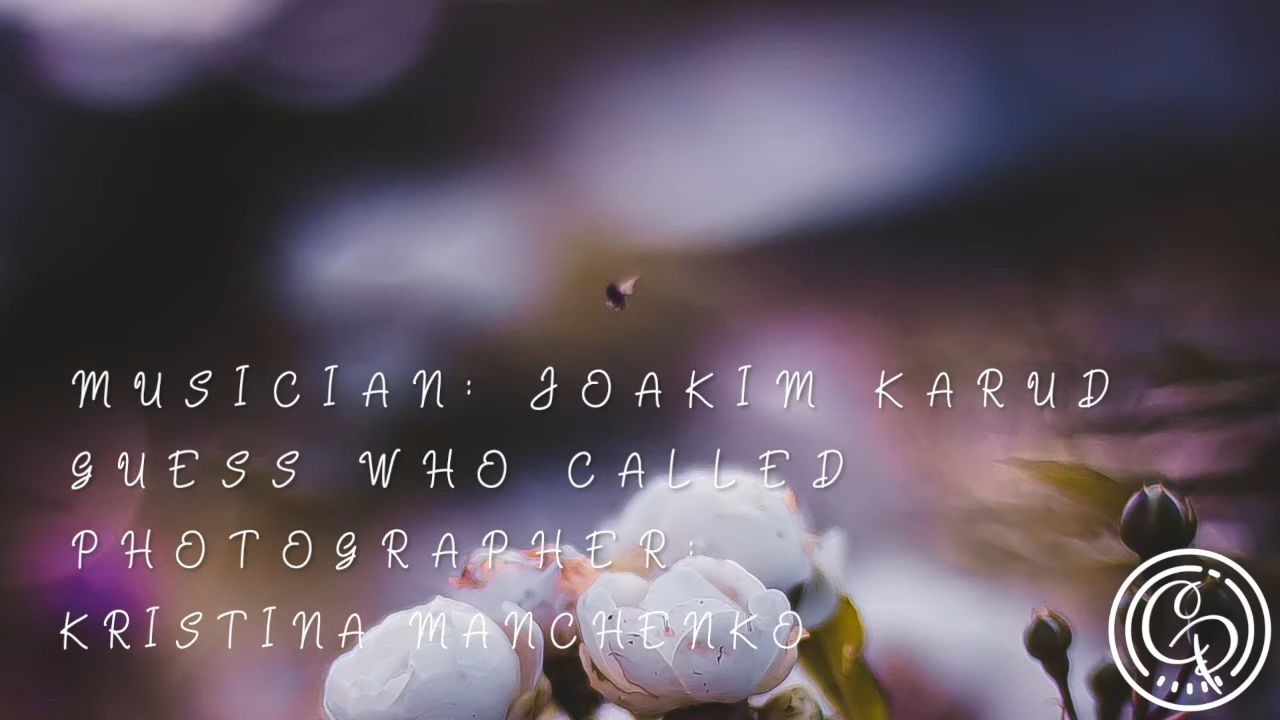 MUSICIAN: JOAKIM KARUD
GUESS WHO CALLED
PHOTOGRAPHER:
KRISTINA MANCHENKO